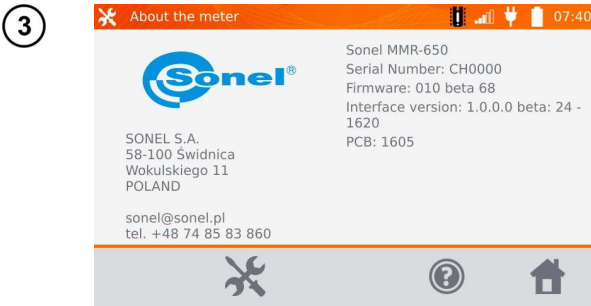 3
About the meter
07:40
Sonel®
SONEL S.A.
58-100 Świdnica
Wokulskiego 11
POLAND
sonel@sonel.pl
tel. +48 74 85 83 860
Sonel MMR-650
Serial Number: CH0000
Firmware: 010 beta 68
Interface version: 1.0.0.0 beta: 24 -
1620
PCB: 1605
?